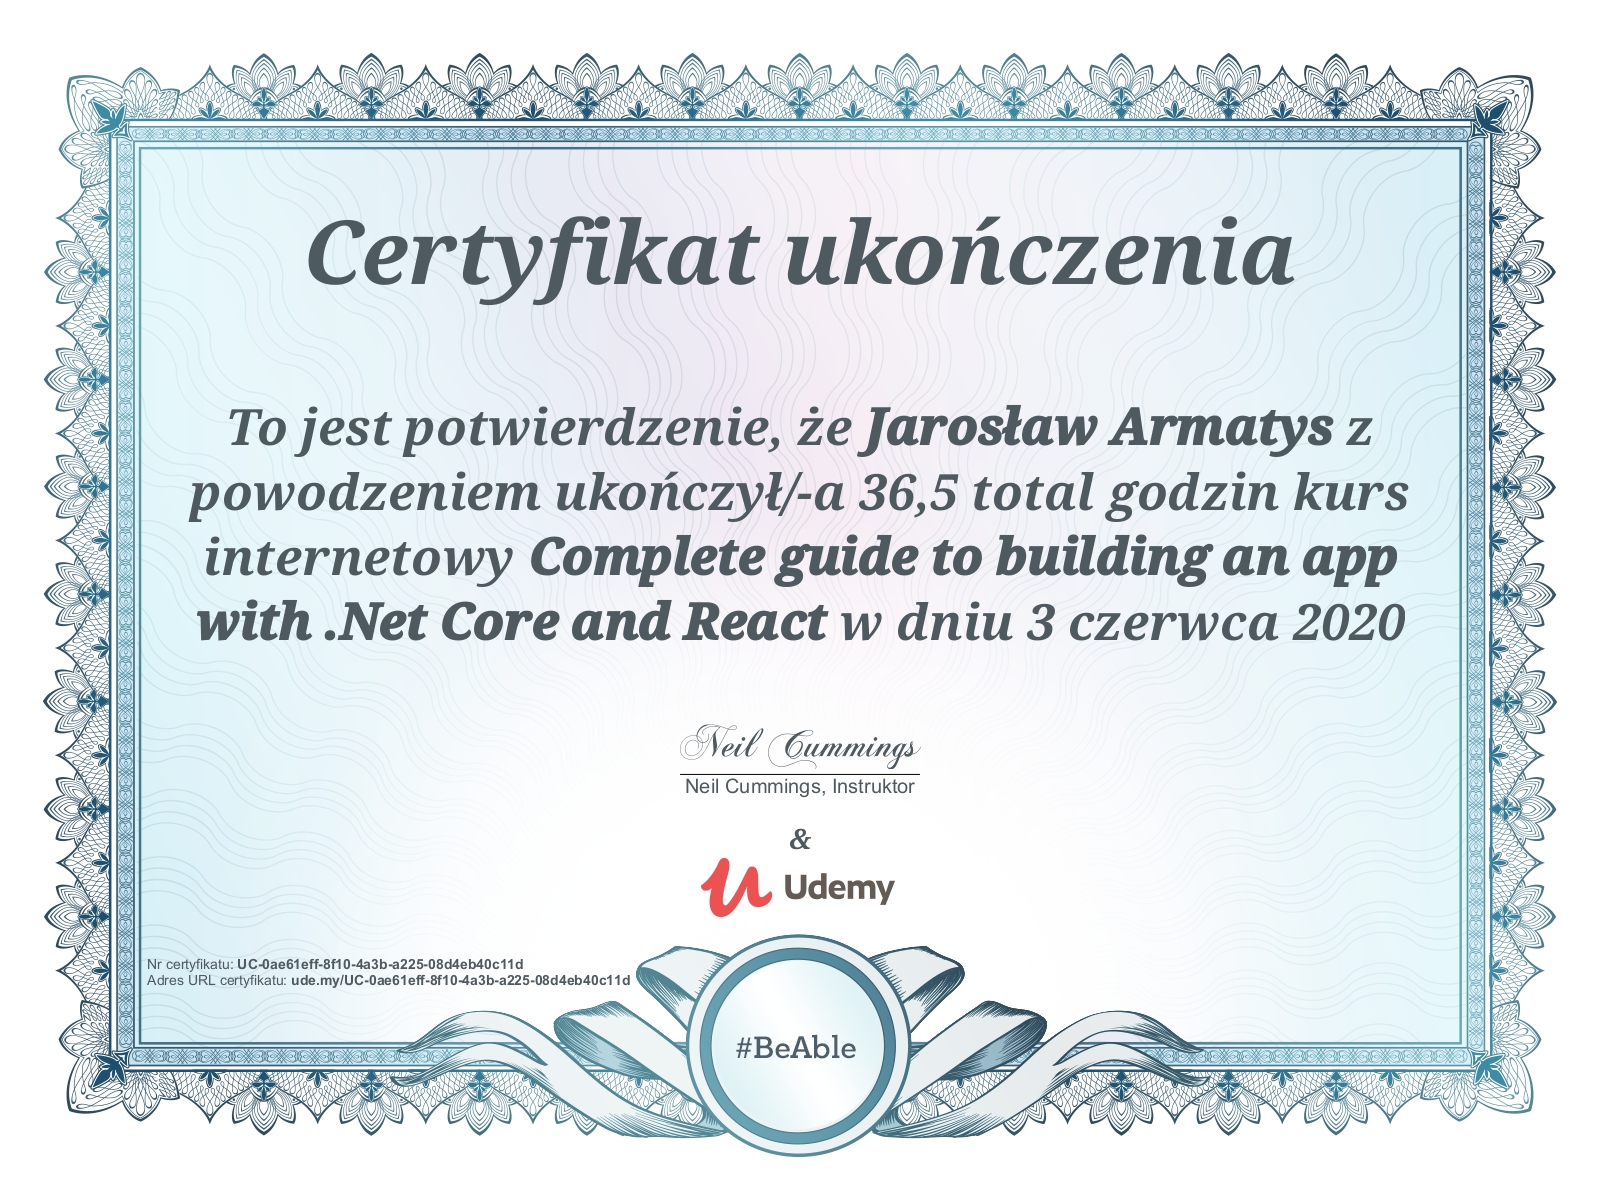 Certyfikat ukończenia
To jest potwierdzenie, że Jarosław Armatys z
powodzeniem ukończył/-a 36,5 total godzin kurs
internetowy Complete guide to building an app
with .Net Core and React w dniu 3 czerwca 2020
Neil Cummings
Neil Cummings, Instruktor
&
Udemy
Nr certyfikatu: UC-0ae61eff-8f10-4a3b-a225-08d4eb40c11d
Adres URL certyfikatu: ude.my/UC-0ae61eff-8f10-4a3b-a225-08d4eb40c11d
#BeAble